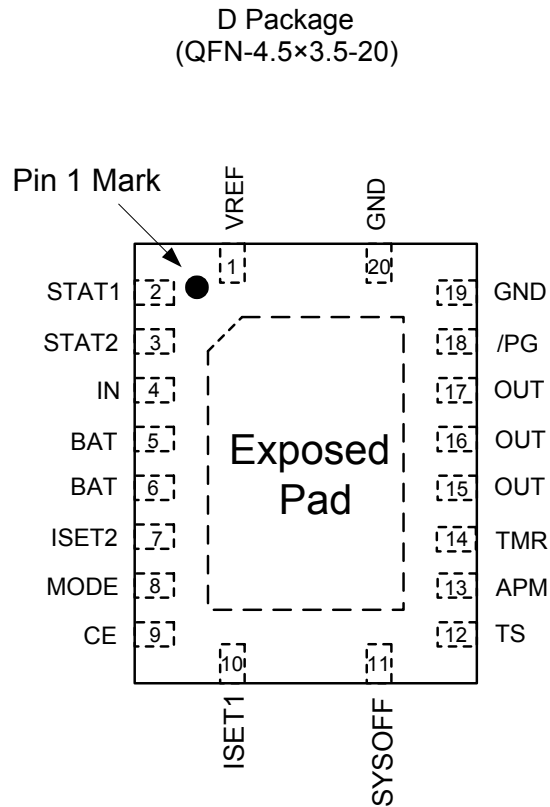 D Package
(QFN-4.5×3.5-20)
Pin 1 Mark
VREF
GND
1
20
STAT1 2
19 GND
STAT2 3
18 /PG
IN 4
17 OUT
BAT 5
16 OUT
BAT 6
15 OUT
ISET2 7
14 TMR
MODE 8
13 APM
CE 9
12 TS
Exposed
Pad
10
11
ISET1
SYSOFF